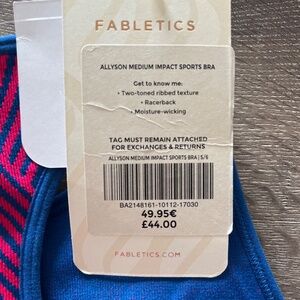 FABLETICS
ALLYSON MEDIUM IMPACT SPORTS BRA
Get to know me:
• Two-toned ribbed texture
• Racerback
• Moisture-wicking
TAG MUST REMAIN ATTACHED
FOR EXCHANGES & RETURNS
ALLYSON MEDIUM IMPACT SPORTS BRA | S/6
BA2148161-10112-17030
49.95€
£44.00
FABLETICS.COM